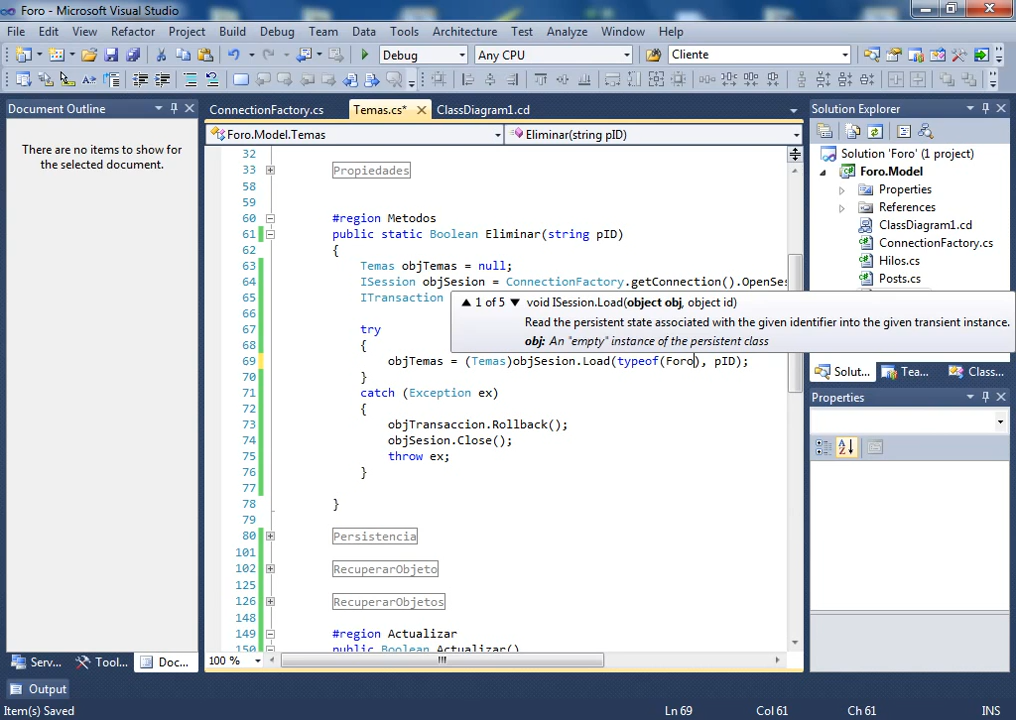 Foro - Microsoft Visual Studio
File Edit View Refactor Project Build Debug Team Data Tools Architecture Test Analyze Window Help
Debug Any CPU Cliente
Document Outline
There are no items to show for
the selected document.
ConnectionFactory.cs Temas.cs* ClassDiagram1.cd
Foro.Model.Temas Eliminar(string pID)
32
33 Propiedades
58
59
60 #region Metodos
61 public static Boolean Eliminar(string pID)
62 {
63 Temas objTemas = null;
64 ISession objSesion = ConnectionFactory.getConnection().OpenSes
65 ITransaction
1 of 5 void ISession.Load(object obj, object id)
Read the persistent state associated with the given identifier into the given transient instance.
obj: An "empty" instance of the persistent class
66
67 try
68 {
69 objTemas = (Temas)objSesion.Load(typeof(Foro), pID);
70 }
71 catch (Exception ex)
72 {
73 objTransaccion.Rollback();
74 objSesion.Close();
75 throw ex;
76 }
77
78 }
79
80 Persistencia
101
102 RecuperarObjeto
125
126 RecuperarObjetos
148
149 #region Actualizar
150 public Boolean Actualizar()
100 %
Solution Explorer
Solution 'Foro' (1 project)
Foro.Model
Properties
References
ClassDiagram1.cd
ConnectionFactory.cs
Hilos.cs
Posts.cs
Solut... Tea... Class...
Properties
Serv... Tool... Doc...
Output
Item(s) Saved Ln 69 Col 61 Ch 61 INS